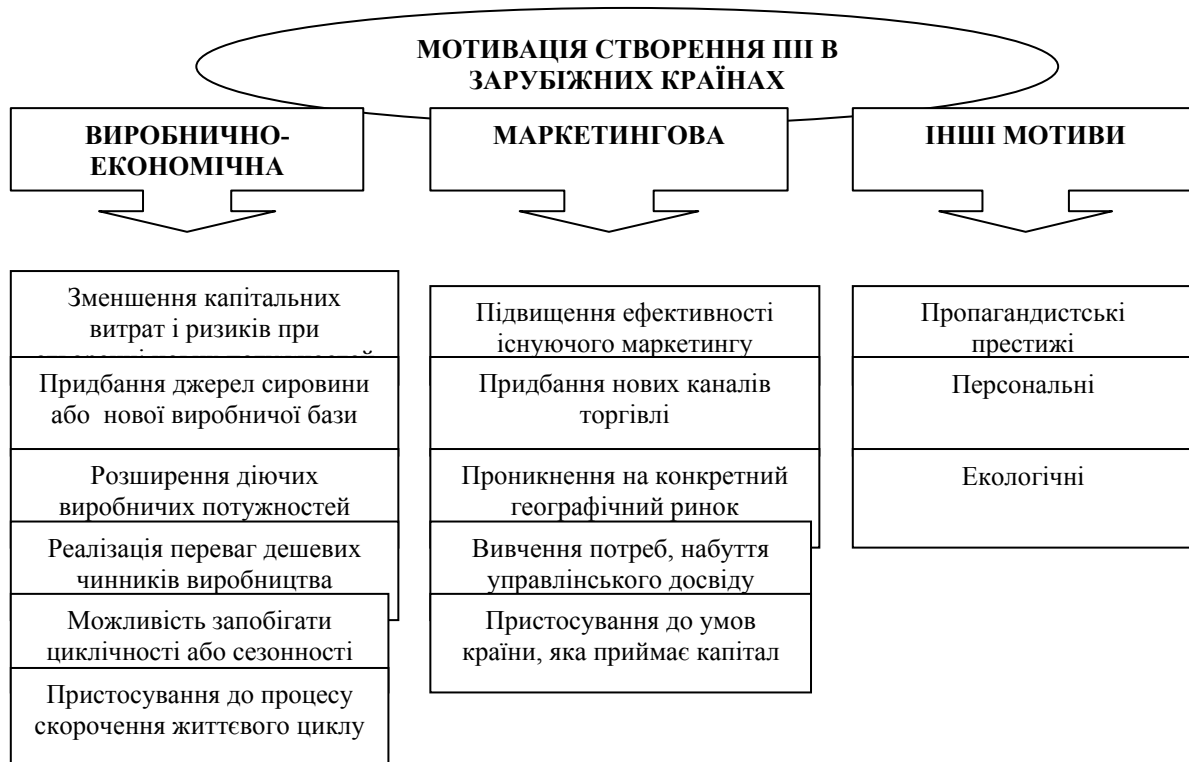 МОТИВАЦІЯ СТВОРЕННЯ ПІІ В
ЗАРУБІЖНИХ КРАЇНАХ
ВИРОБНИЧО-
ЕКОНОМІЧНА
МАРКЕТИНГОВА
ІНШІ МОТИВИ
Зменшення капітальних
витрат і ризиків при
Придбання джерел сировини
або нової виробничої бази
Розширення діючих
виробничих потужностей
Реалізація переваг дешевих
чинників виробництва
Можливість запобігати
циклічності або сезонності
Пристосування до процесу
скорочення життєвого циклу
Підвищення ефективності
існуючого маркетингу
Придбання нових каналів
торгівлі
Проникнення на конкретний
географічний ринок
Вивчення потреб, набуття
управлінського досвіду
Пристосування до умов
країни, яка приймає капітал
Пропагандистські
престижі
Персональні
Екологічні